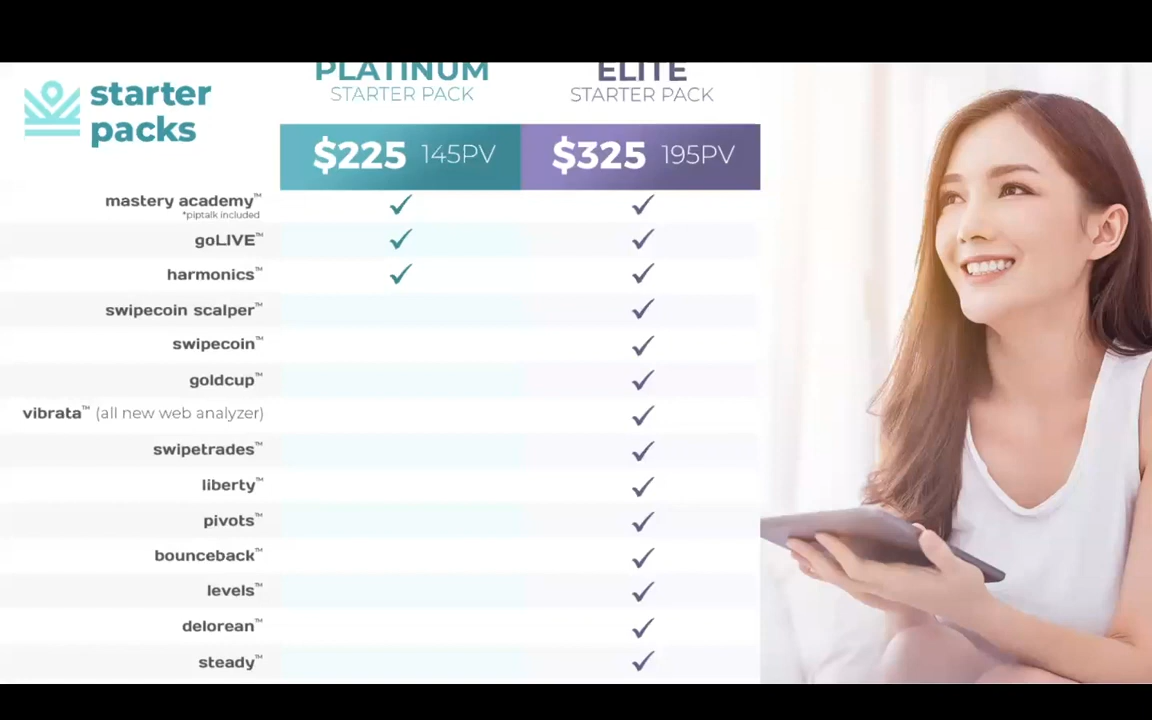 starter
packs
PLATINUM
STARTER PACK
ELITE
STARTER PACK
$225 145PV
$325 195PV
mastery academy™
*piptalk included
goLIVE™
harmonics™
swipecoin scalper™
swipecoin™
goldcup™
vibrata™ (all new web analyzer)
swipetrades™
liberty™
pivots™
bounceback™
levels™
delorean™
steady™